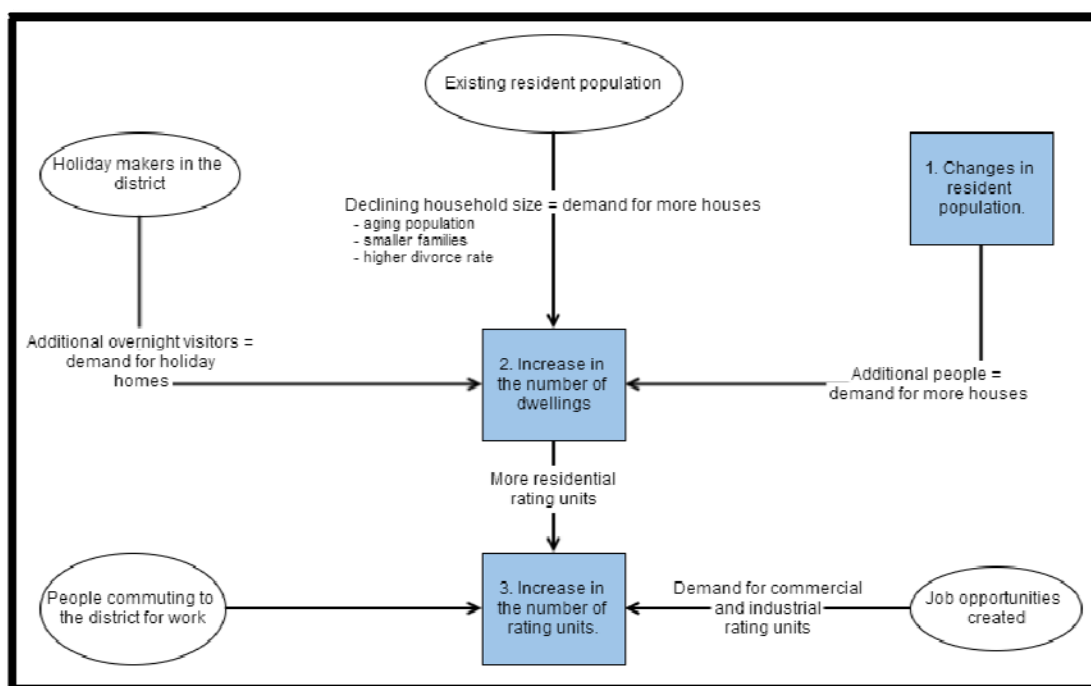 Existing resident population
Holiday makers in the
district
1. Changes in
resident
population.
Declining household size = demand for more houses
- aging population
- smaller families
- higher divorce rate
Additional overnight visitors =
demand for holiday
homes
2. Increase in
the number of
dwellings
Additional people =
demand for more houses
More residential
rating units
People commuting to
the district for work
3. Increase in
the number of
rating units.
Demand for commercial
and industrial
rating units
Job opportunities
created